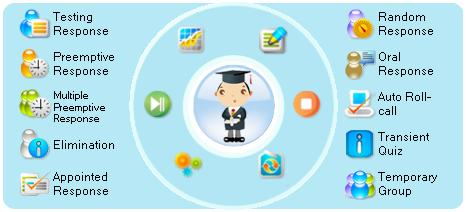 Testing
Response
Preemptive
Response
Multiple
Preemptive
Response
Elimination
Appointed
Response
Random
Response
Oral
Response
Auto Roll-
call
Transient
Quiz
Temporary
Group